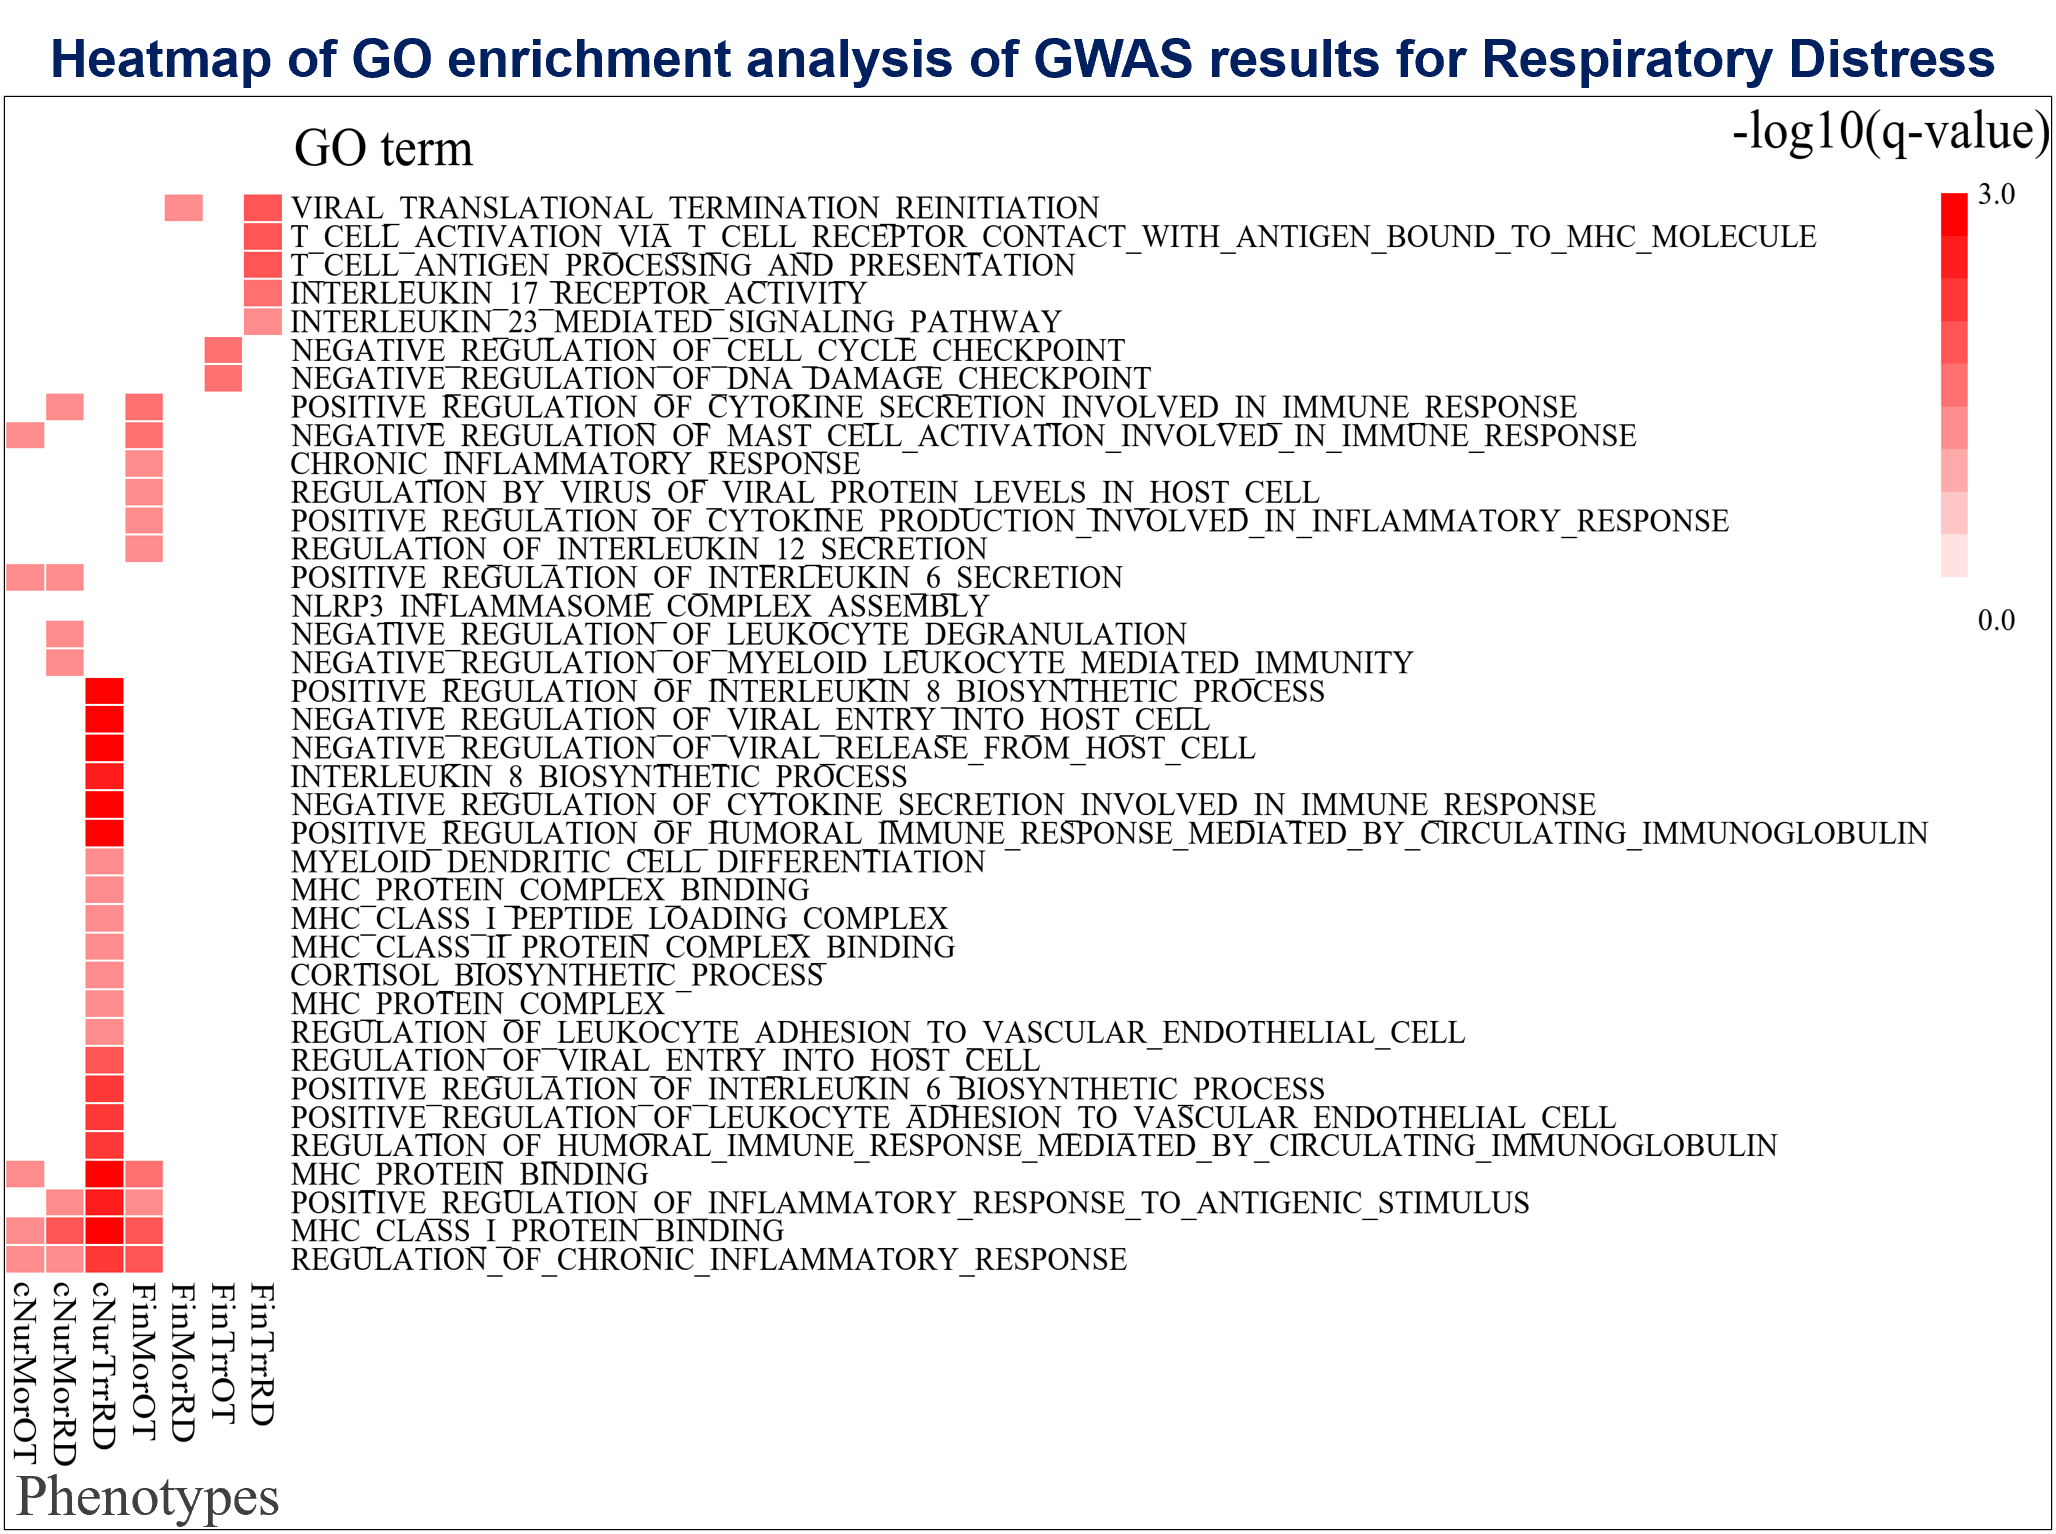 Heatmap of GO enrichment analysis of GWAS results for Respiratory Distress
GO term
-log10(q-value)
3.0
0.0
VIRAL_TRANSLATIONAL_TERMINATION_REINITIATION
T_CELL_ACTIVATION_VIA_T_CELL_RECEPTOR_CONTACT_WITH_ANTIGEN_BOUND_TO_MHC_MOLECULE
T_CELL_ANTIGEN_PROCESSING_AND_PRESENTATION
INTERLEUKIN_17_RECEPTOR_ACTIVITY
INTERLEUKIN_23_MEDIATED_SIGNALING_PATHWAY
NEGATIVE_REGULATION_OF_CELL_CYCLE_CHECKPOINT
NEGATIVE_REGULATION_OF_DNA_DAMAGE_CHECKPOINT
POSITIVE_REGULATION_OF_CYTOKINE_SECRETION_INVOLVED_IN_IMMUNE_RESPONSE
NEGATIVE_REGULATION_OF_MAST_CELL_ACTIVATION_INVOLVED_IN_IMMUNE_RESPONSE
CHRONIC_INFLAMMATORY_RESPONSE
REGULATION_BY_VIRUS_OF_VIRAL_PROTEIN_LEVELS_IN_HOST_CELL
POSITIVE_REGULATION_OF_CYTOKINE_PRODUCTION_INVOLVED_IN_INFLAMMATORY_RESPONSE
REGULATION_OF_INTERLEUKIN_12_SECRETION
POSITIVE_REGULATION_OF_INTERLEUKIN_6_SECRETION
NLRP3_INFLAMMASOME_COMPLEX_ASSEMBLY
NEGATIVE_REGULATION_OF_LEUKOCYTE_DEGRANULATION
NEGATIVE_REGULATION_OF_MYELOID_LEUKOCYTE_MEDIATED_IMMUNITY
POSITIVE_REGULATION_OF_INTERLEUKIN_8_BIOSYNTHETIC_PROCESS
NEGATIVE_REGULATION_OF_VIRAL_ENTRY_INTO_HOST_CELL
NEGATIVE_REGULATION_OF_VIRAL_RELEASE_FROM_HOST_CELL
INTERLEUKIN_8_BIOSYNTHETIC_PROCESS
NEGATIVE_REGULATION_OF_CYTOKINE_SECRETION_INVOLVED_IN_IMMUNE_RESPONSE
POSITIVE_REGULATION_OF_HUMORAL_IMMUNE_RESPONSE_MEDIATED_BY_CIRCULATING_IMMUNOGLOBULIN
MYELOID_DENDRITIC_CELL_DIFFERENTIATION
MHC_PROTEIN_COMPLEX_BINDING
MHC_CLASS_I_PEPTIDE_LOADING_COMPLEX
MHC_CLASS_II_PROTEIN_COMPLEX_BINDING
CORTISOL_BIOSYNTHETIC_PROCESS
MHC_PROTEIN_COMPLEX
REGULATION_OF_LEUKOCYTE_ADHESION_TO_VASCULAR_ENDOTHELIAL_CELL
REGULATION_OF_VIRAL_ENTRY_INTO_HOST_CELL
POSITIVE_REGULATION_OF_INTERLEUKIN_6_BIOSYNTHETIC_PROCESS
POSITIVE_REGULATION_OF_LEUKOCYTE_ADHESION_TO_VASCULAR_ENDOTHELIAL_CELL
REGULATION_OF_HUMORAL_IMMUNE_RESPONSE_MEDIATED_BY_CIRCULATING_IMMUNOGLOBULIN
MHC_PROTEIN_BINDING
POSITIVE_REGULATION_OF_INFLAMMATORY_RESPONSE_TO_ANTIGENIC_STIMULUS
MHC_CLASS_I_PROTEIN_BINDING
REGULATION_OF_CHRONIC_INFLAMMATORY_RESPONSE
cNurMorOT
cNurMorRD
cNurTrrRD
FinMorOT
FinMorRD
FinTrrOT
FinTrrRD
Phenotypes